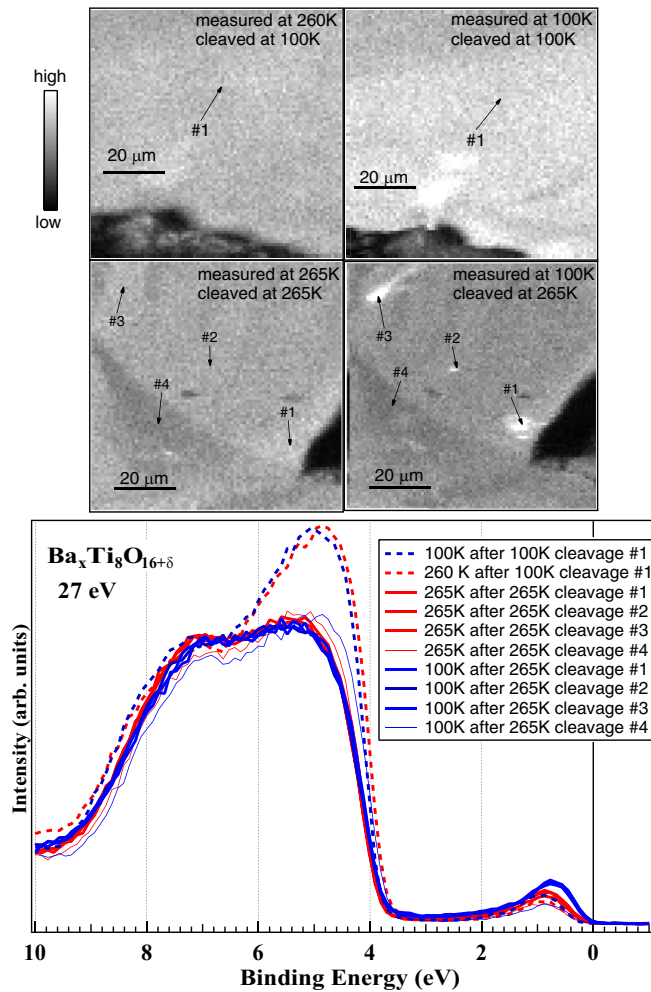 measured at 260K
cleaved at 100K
measured at 100K
cleaved at 100K
high
low
#1
20 μm
#1
20 μm
measured at 265K
cleaved at 265K
measured at 100K
cleaved at 265K
#3
#2
#4
#1
20 μm
#3
#2
#4
#1
20 μm
BaxTi8O16+δ
27 eV
100K after 100K cleavage #1
260 K after 100K cleavage #1
265K after 265K cleavage #1
265K after 265K cleavage #2
265K after 265K cleavage #3
265K after 265K cleavage #4
100K after 265K cleavage #1
100K after 265K cleavage #2
100K after 265K cleavage #3
100K after 265K cleavage #4
Intensity (arb. units)
10 8 6 4 2 0
Binding Energy (eV)